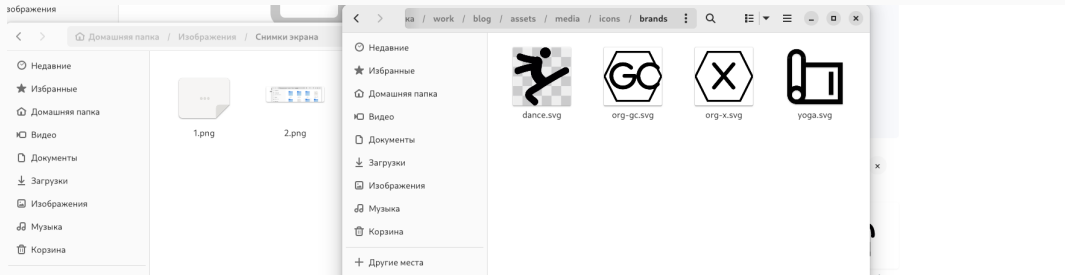 зображения
Домашняя папка / Изображения / Снимки экрана
Недавние
Избранные
Домашняя папка
Видео
Документы
Загрузки
Изображения
Музыка
Корзина
1.png
2.png
ка / work / blog / assets / media / icons / brands
Недавние
Избранные
Домашняя папка
Видео
Документы
Загрузки
Изображения
Музыка
Корзина
Другие места
GC
X
dance.svg
org-gc.svg
org-x.svg
yoga.svg